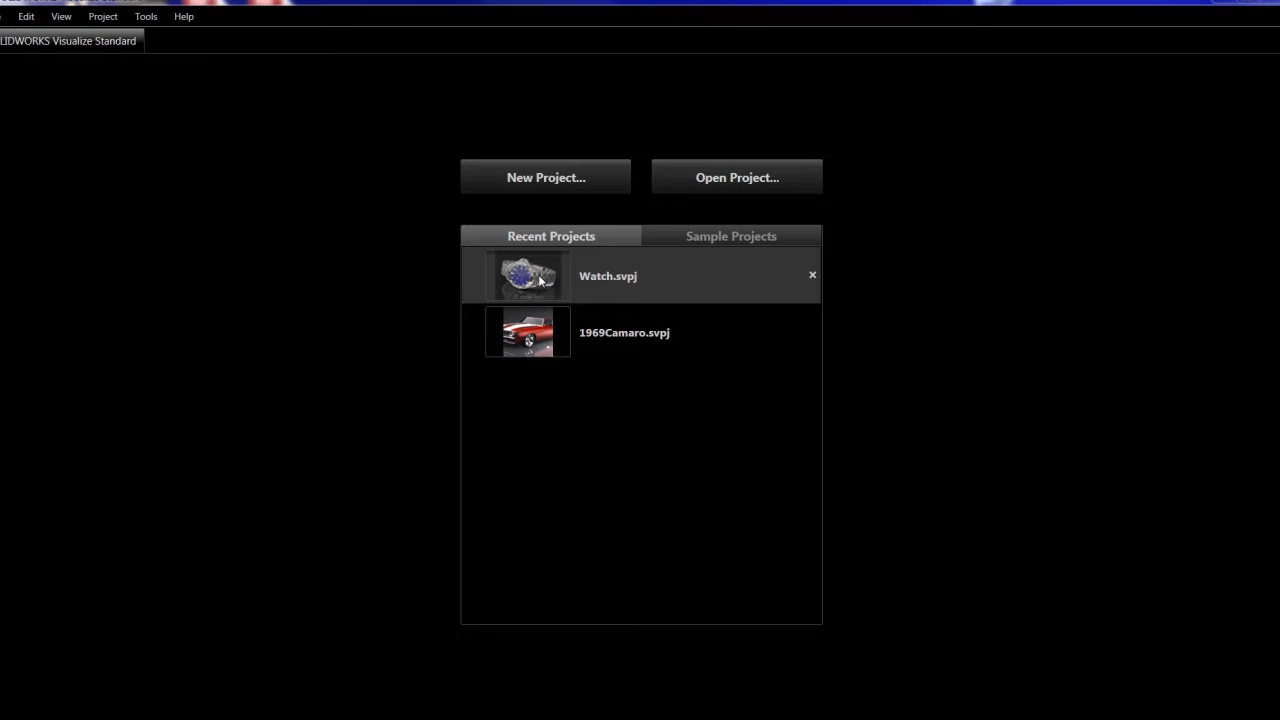 Edit View Project Tools Help
LIDWORKS Visualize Standard
New Project... Open Project...
Recent Projects Sample Projects
Watch.svpj
1969Camaro.svpj